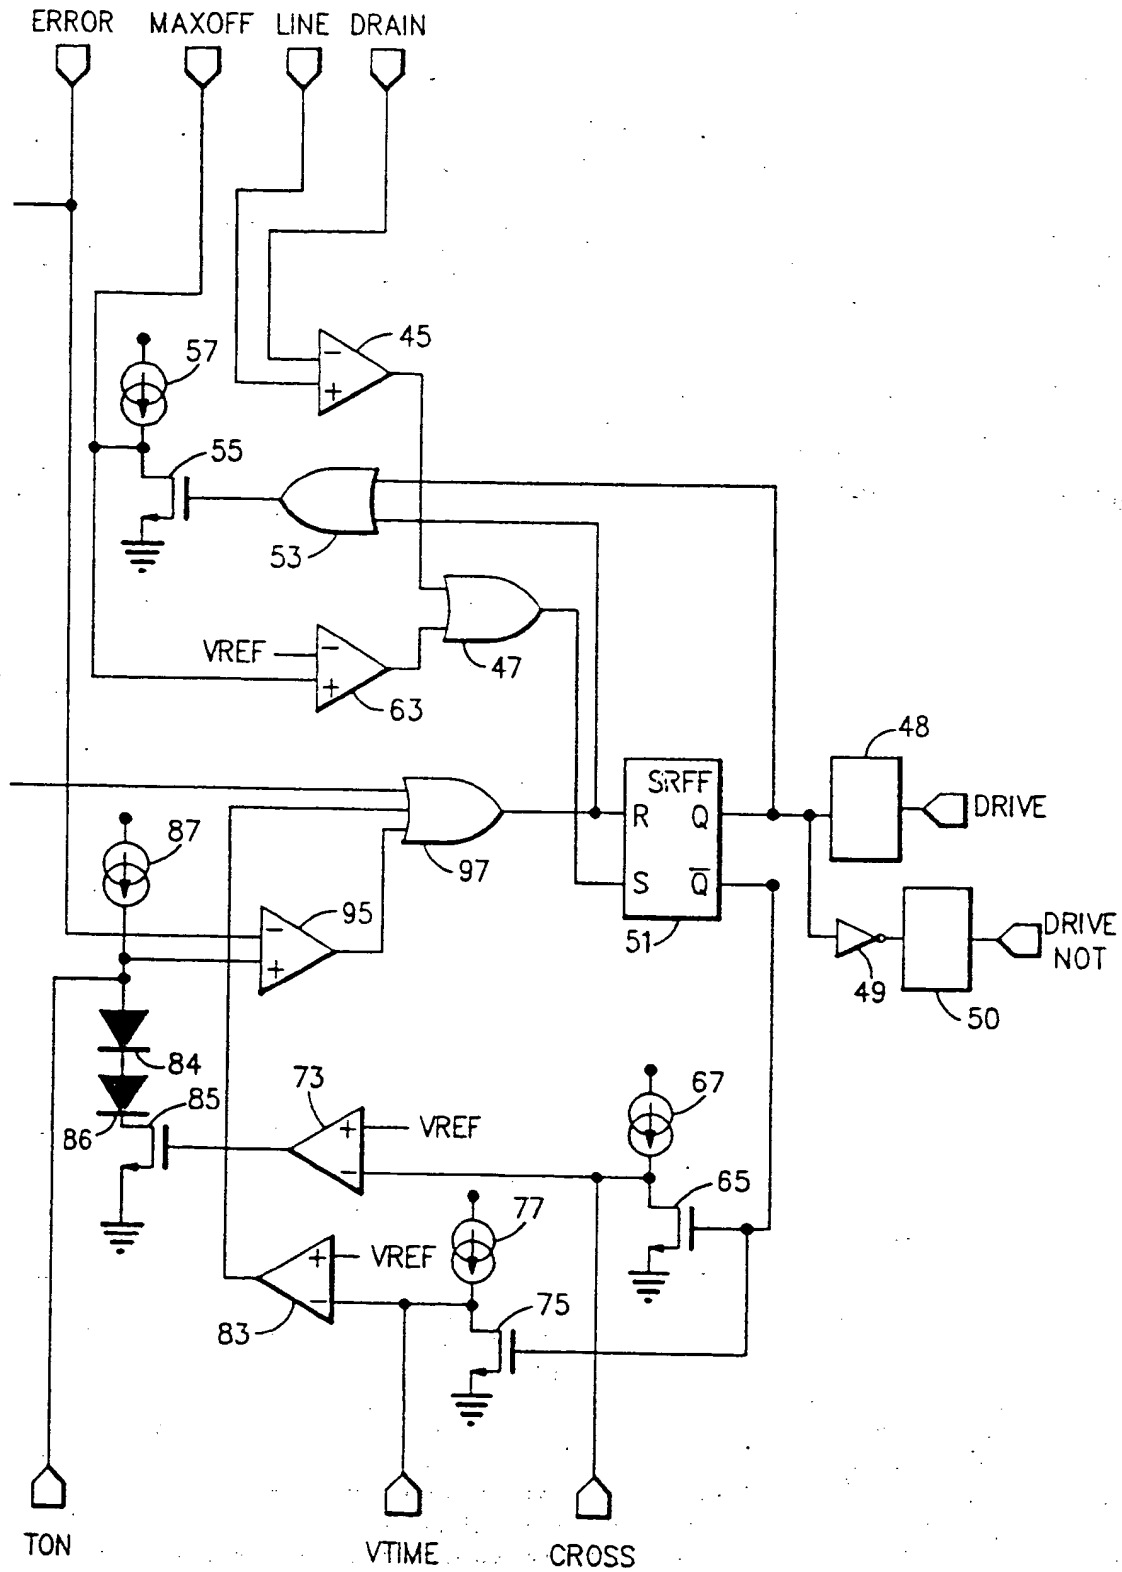 ERROR MAXOFF LINE DRAIN
57
45
55
53
47
VREF
-
+
63
-
+
48
SRFF
R Q
S Q̅
51
DRIVE
97
87
95
-
+
49
50
DRIVE
NOT
84
85
86
73
+
-
VREF
67
65
77
+
-
VREF
83
75
TON
VTIME
CROSS